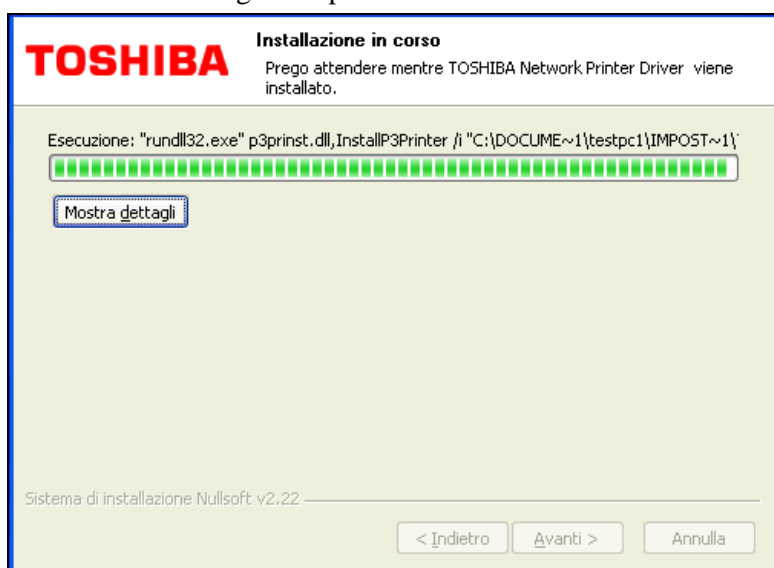 TOSHIBA
Installazione in corso
Prego attendere mentre TOSHIBA Network Printer Driver viene
installato.
Esecuzione: "rundll32.exe" p3prinst.dll,InstallP3Printer /i "C:\DOCUME~1\testpc1\IMPOST~1\
Mostra dettagli
Sistema di installazione Nullsoft v2.22
< Indietro
Avanti >
Annulla